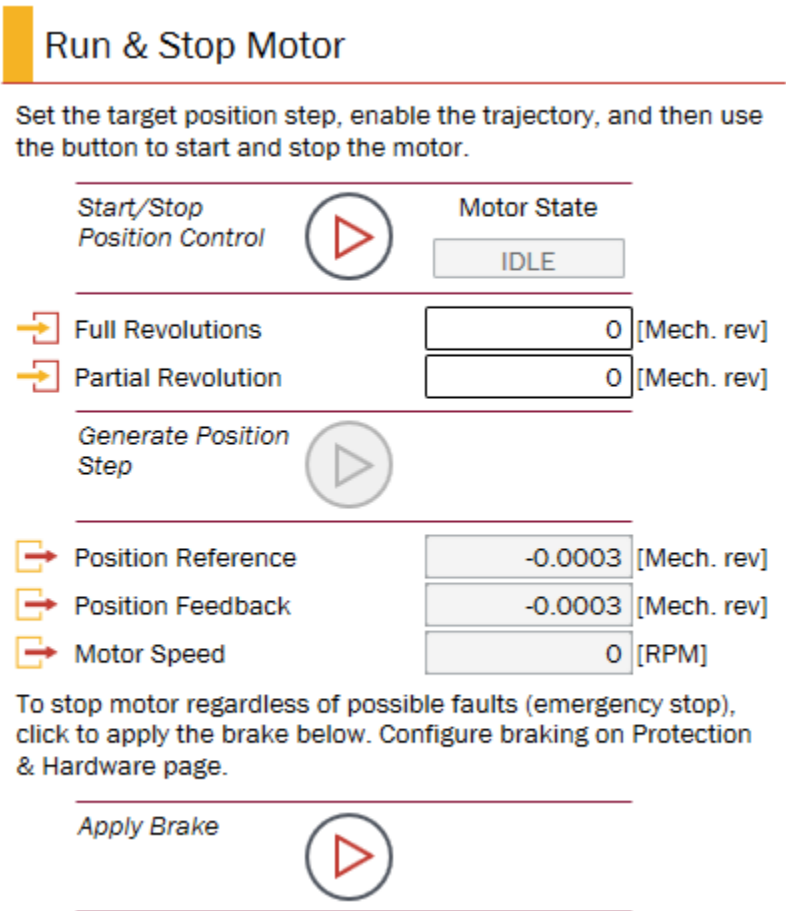 Run & Stop Motor
Set the target position step, enable the trajectory, and then use
the button to start and stop the motor.
Start/Stop
Position Control
Motor State
IDLE
Full Revolutions 0 [Mech. rev]
Partial Revolution 0 [Mech. rev]
Generate Position
Step
Position Reference -0.0003 [Mech. rev]
Position Feedback -0.0003 [Mech. rev]
Motor Speed 0 [RPM]
To stop motor regardless of possible faults (emergency stop),
click to apply the brake below. Configure braking on Protection
& Hardware page.
Apply Brake